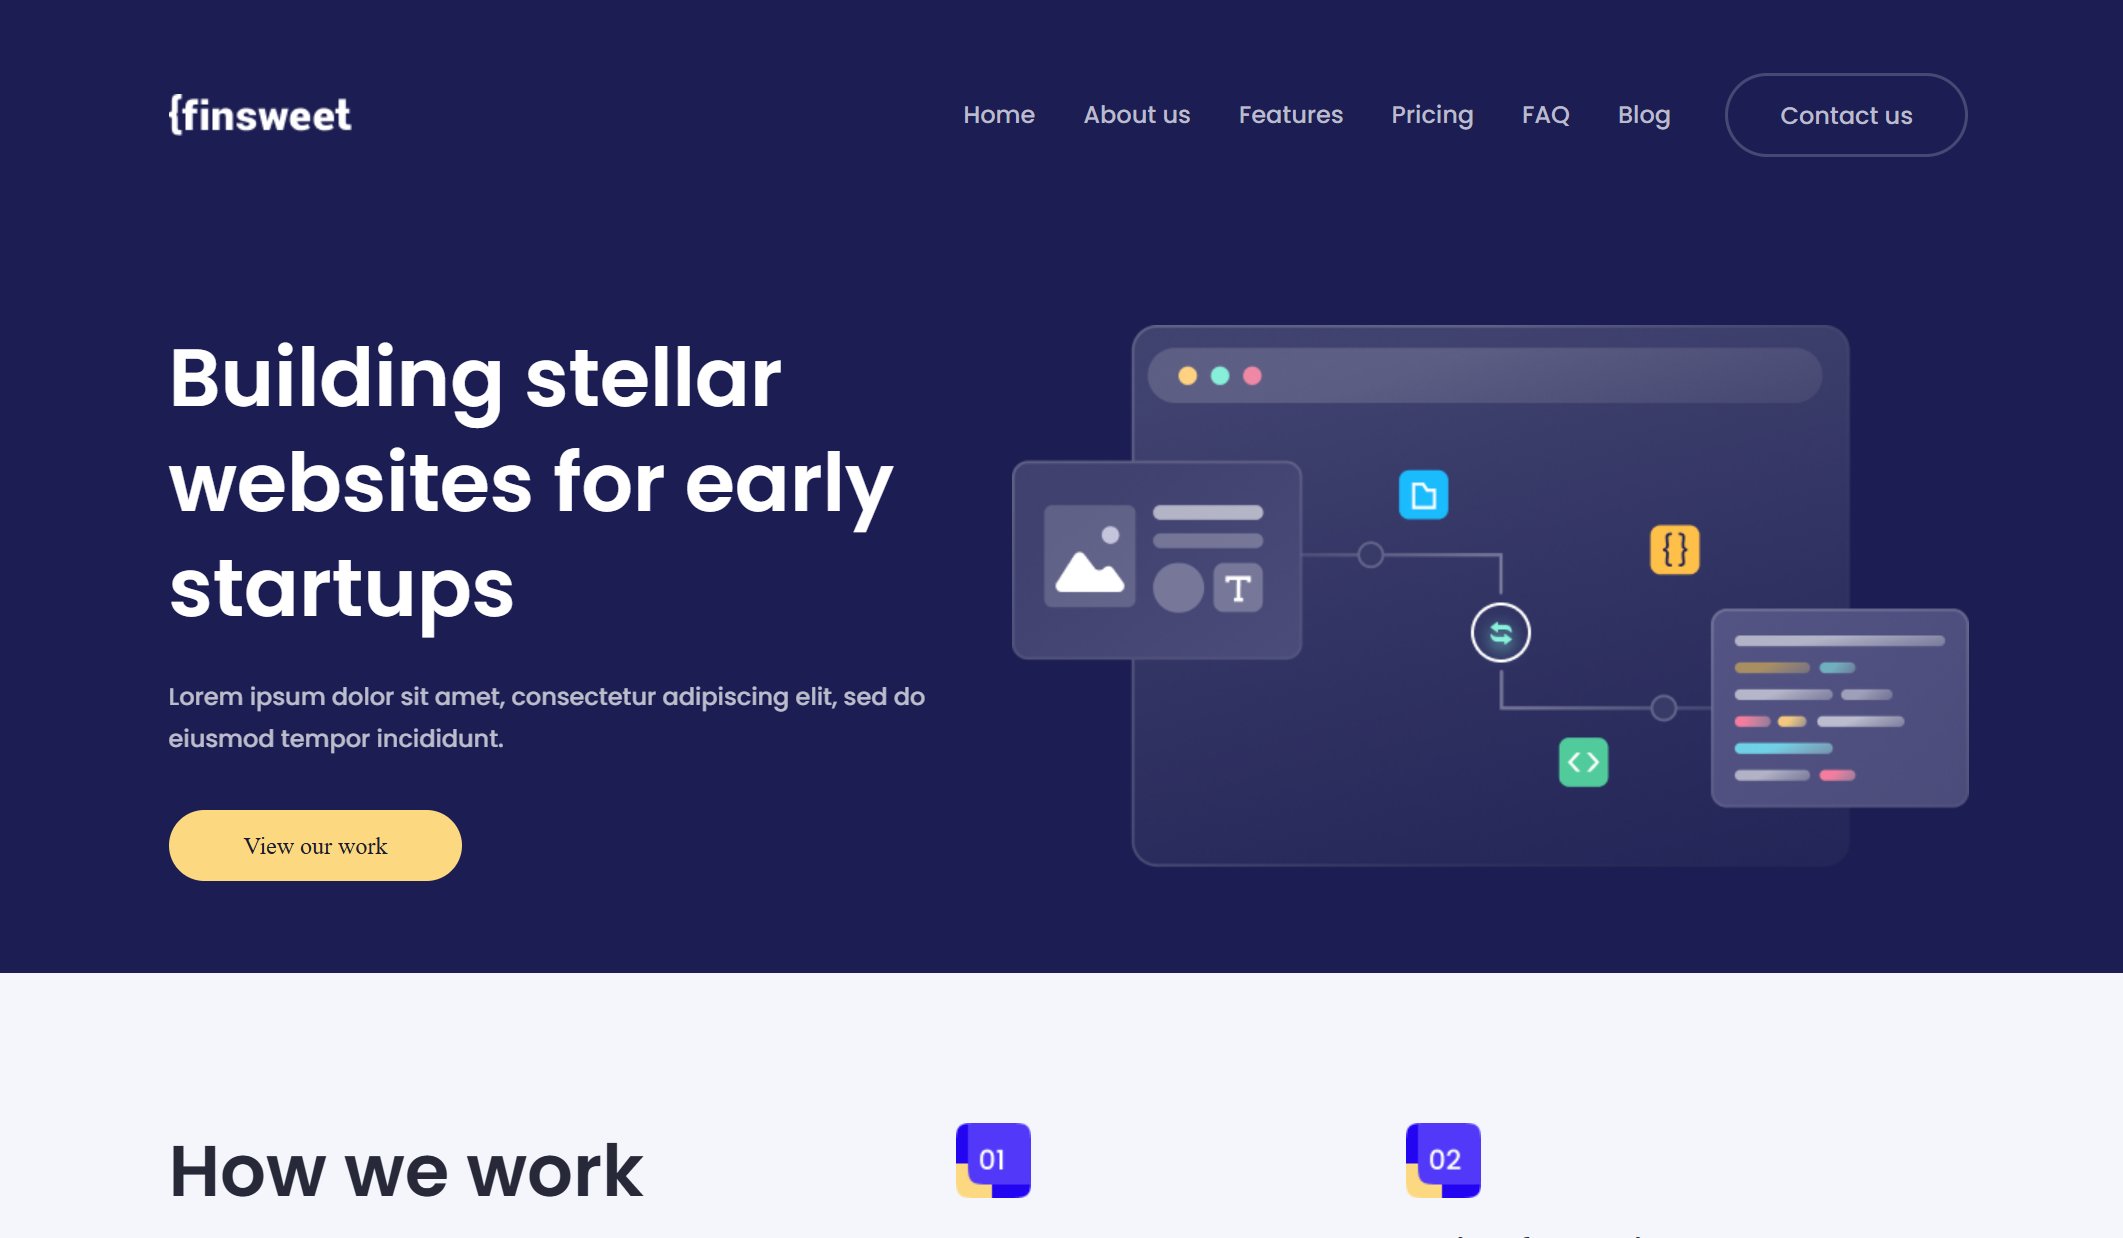 {finsweet
Home About us Features Pricing FAQ Blog Contact us
Building stellar
websites for early
startups
Lorem ipsum dolor sit amet, consectetur adipiscing elit, sed do
eiusmod tempor incididunt.
View our work
T
{ }
< >
How we work
01
02